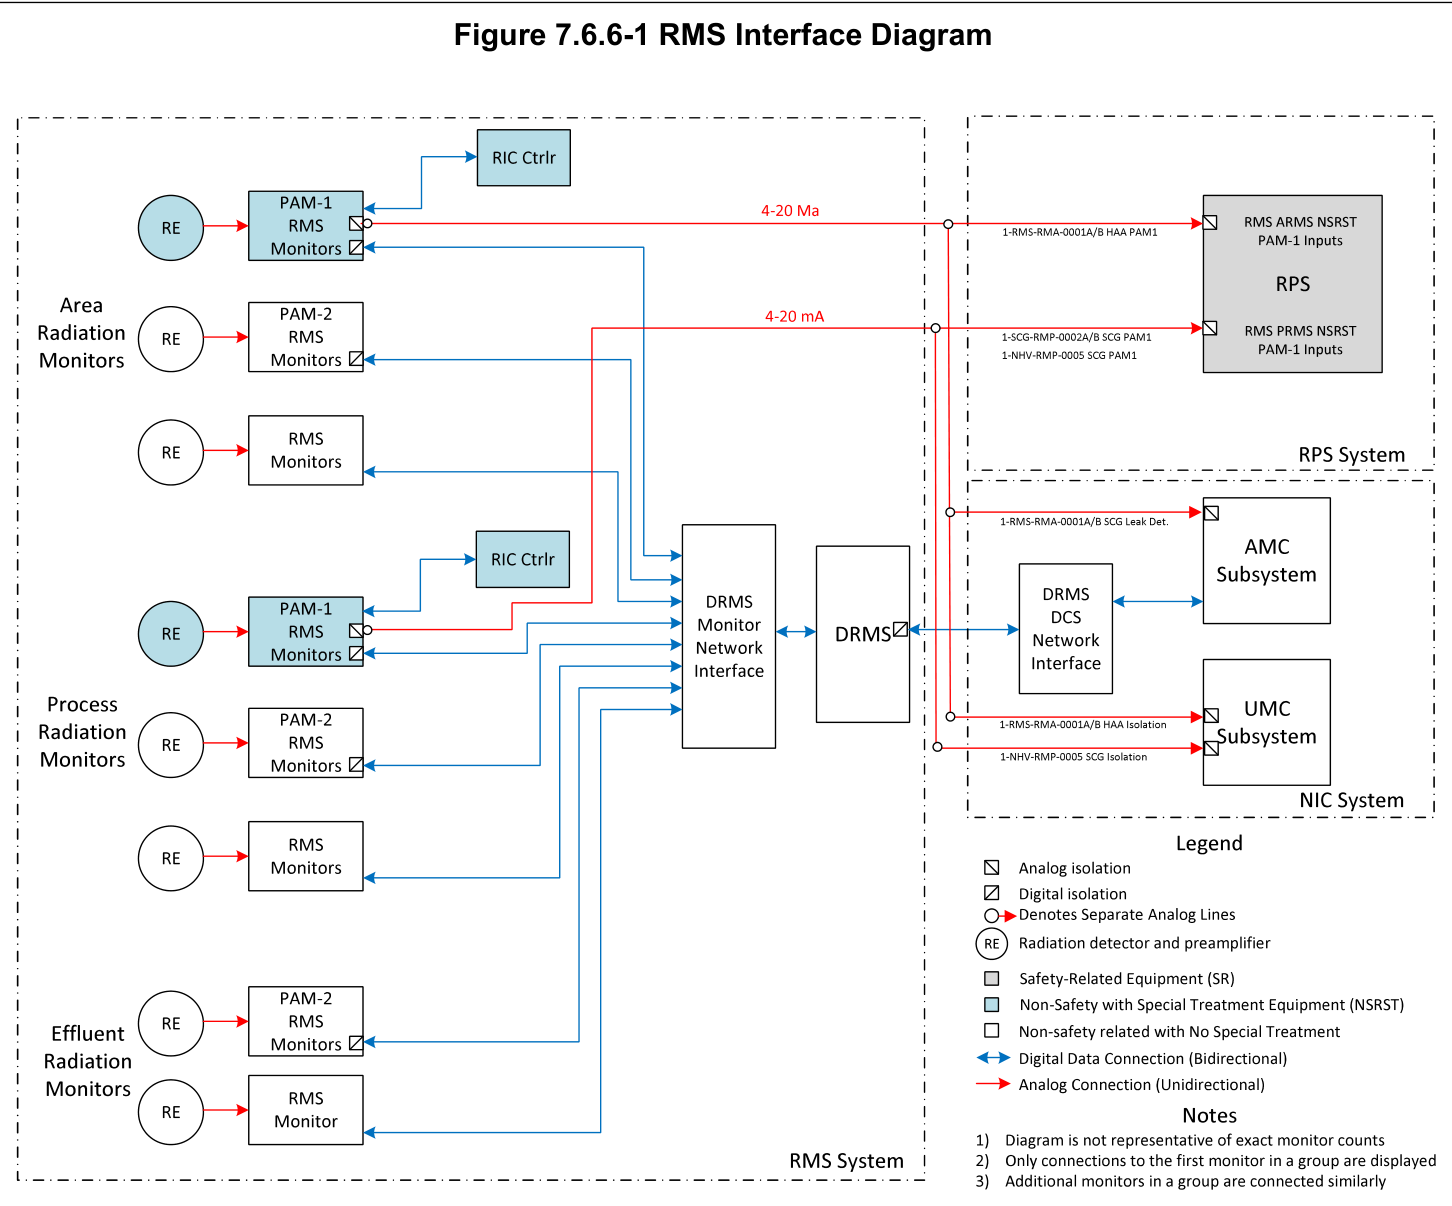 Figure 7.6.6-1 RMS Interface Diagram
RIC Ctrlr
RE
PAM-1
RMS
Monitors
4-20 Ma
1-RMS-RMA-0001A/B HAA PAM1
RMS ARMS NSRST
PAM-1 Inputs
RPS
Area
Radiation
Monitors
RE
PAM-2
RMS
Monitors
4-20 mA
1-SCG-RMP-0002A/B SCG PAM1
1-NHV-RMP-0005 SCG PAM1
RMS PRMS NSRST
PAM-1 Inputs
RE
RMS
Monitors
RPS System
RIC Ctrlr
1-RMS-RMA-0001A/B SCG Leak Det.
AMC
Subsystem
RE
PAM-1
RMS
Monitors
DRMS
Monitor
Network
Interface
DRMS
DRMS
DCS
Network
Interface
Process
Radiation
Monitors
RE
PAM-2
RMS
Monitors
1-RMS-RMA-0001A/B HAA Isolation
1-NHV-RMP-0005 SCG Isolation
UMC
Subsystem
NIC System
RE
RMS
Monitors
Effluent
Radiation
Monitors
RE
PAM-2
RMS
Monitors
RE
RMS
Monitor
RMS System
Legend
Analog isolation
Digital isolation
Denotes Separate Analog Lines
RE
Radiation detector and preamplifier
Safety-Related Equipment (SR)
Non-Safety with Special Treatment Equipment (NSRST)
Non-safety related with No Special Treatment
Digital Data Connection (Bidirectional)
Analog Connection (Unidirectional)
Notes
1) Diagram is not representative of exact monitor counts
2) Only connections to the first monitor in a group are displayed
3) Additional monitors in a group are connected similarly